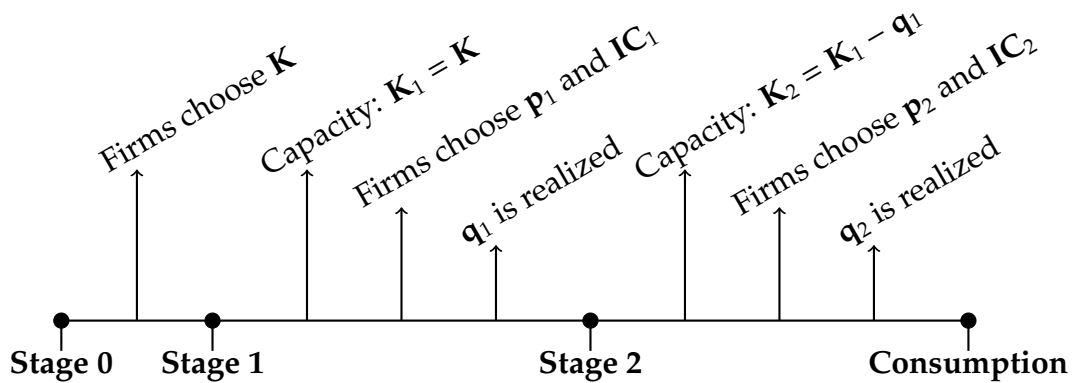 Firms choose K
Capacity: K₁ = K
Firms choose p₁ and IC₁
q₁ is realized
Capacity: K₂ = K₁ − q₁
Firms choose p₂ and IC₂
q₂ is realized
Stage 0
Stage 1
Stage 2
Consumption